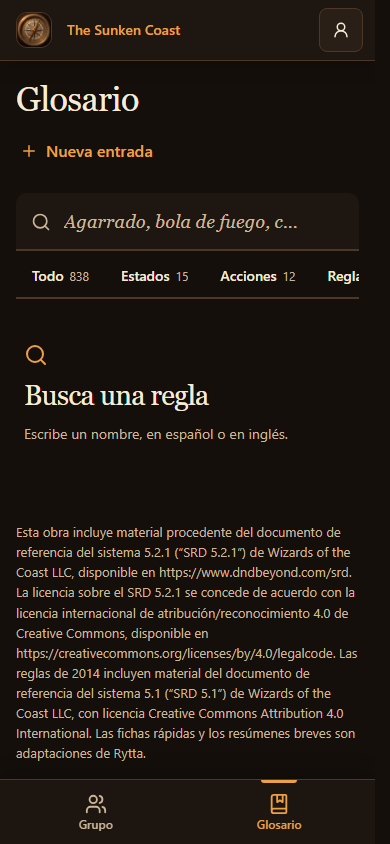 The Sunken Coast
Glosario
+ Nueva entrada
Agarrado, bola de fuego, c...
Todo 838 Estados 15 Acciones 12 Regla
Busca una regla
Escribe un nombre, en español o en inglés.
Esta obra incluye material procedente del documento de
referencia del sistema 5.2.1 (“SRD 5.2.1”) de Wizards of the
Coast LLC, disponible en https://www.dndbeyond.com/srd.
La licencia sobre el SRD 5.2.1 se concede de acuerdo con la
licencia internacional de atribución/reconocimiento 4.0 de
Creative Commons, disponible en
https://creativecommons.org/licenses/by/4.0/legalcode. Las
reglas de 2014 incluyen material del documento de
referencia del sistema 5.1 (“SRD 5.1”) de Wizards of the
Coast LLC, con licencia Creative Commons Attribution 4.0
International. Las fichas rápidas y los resúmenes breves son
adaptaciones de Rytta.
Grupo Glosario